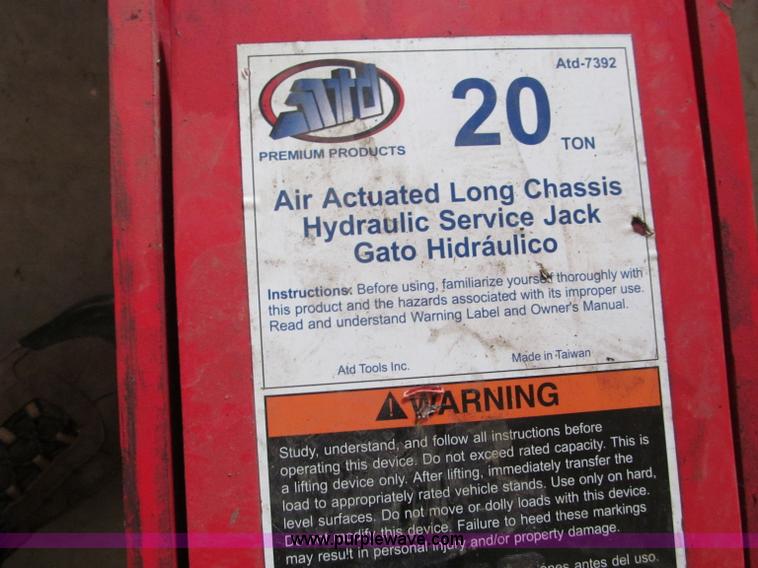 Atd-7392
Atd
20 TON
PREMIUM PRODUCTS
Air Actuated Long Chassis
Hydraulic Service Jack
Gato Hidráulico
Instructions: Before using, familiarize yourself thoroughly with
this product and the hazards associated with its improper use.
Read and understand Warning Label and Owner's Manual.
Atd Tools Inc. Made in Taiwan
WARNING
Study, understand, and follow all instructions before
operating this device. Do not exceed rated capacity. This is
a lifting device only. After lifting, immediately transfer the
load to appropriately rated vehicle stands. Use only on hard,
level surfaces. Do not move or dolly loads with this device.
modify this device. Failure to heed these markings
may result in personal injury and/or property damage.
www.purplewave.com
antes del uso.